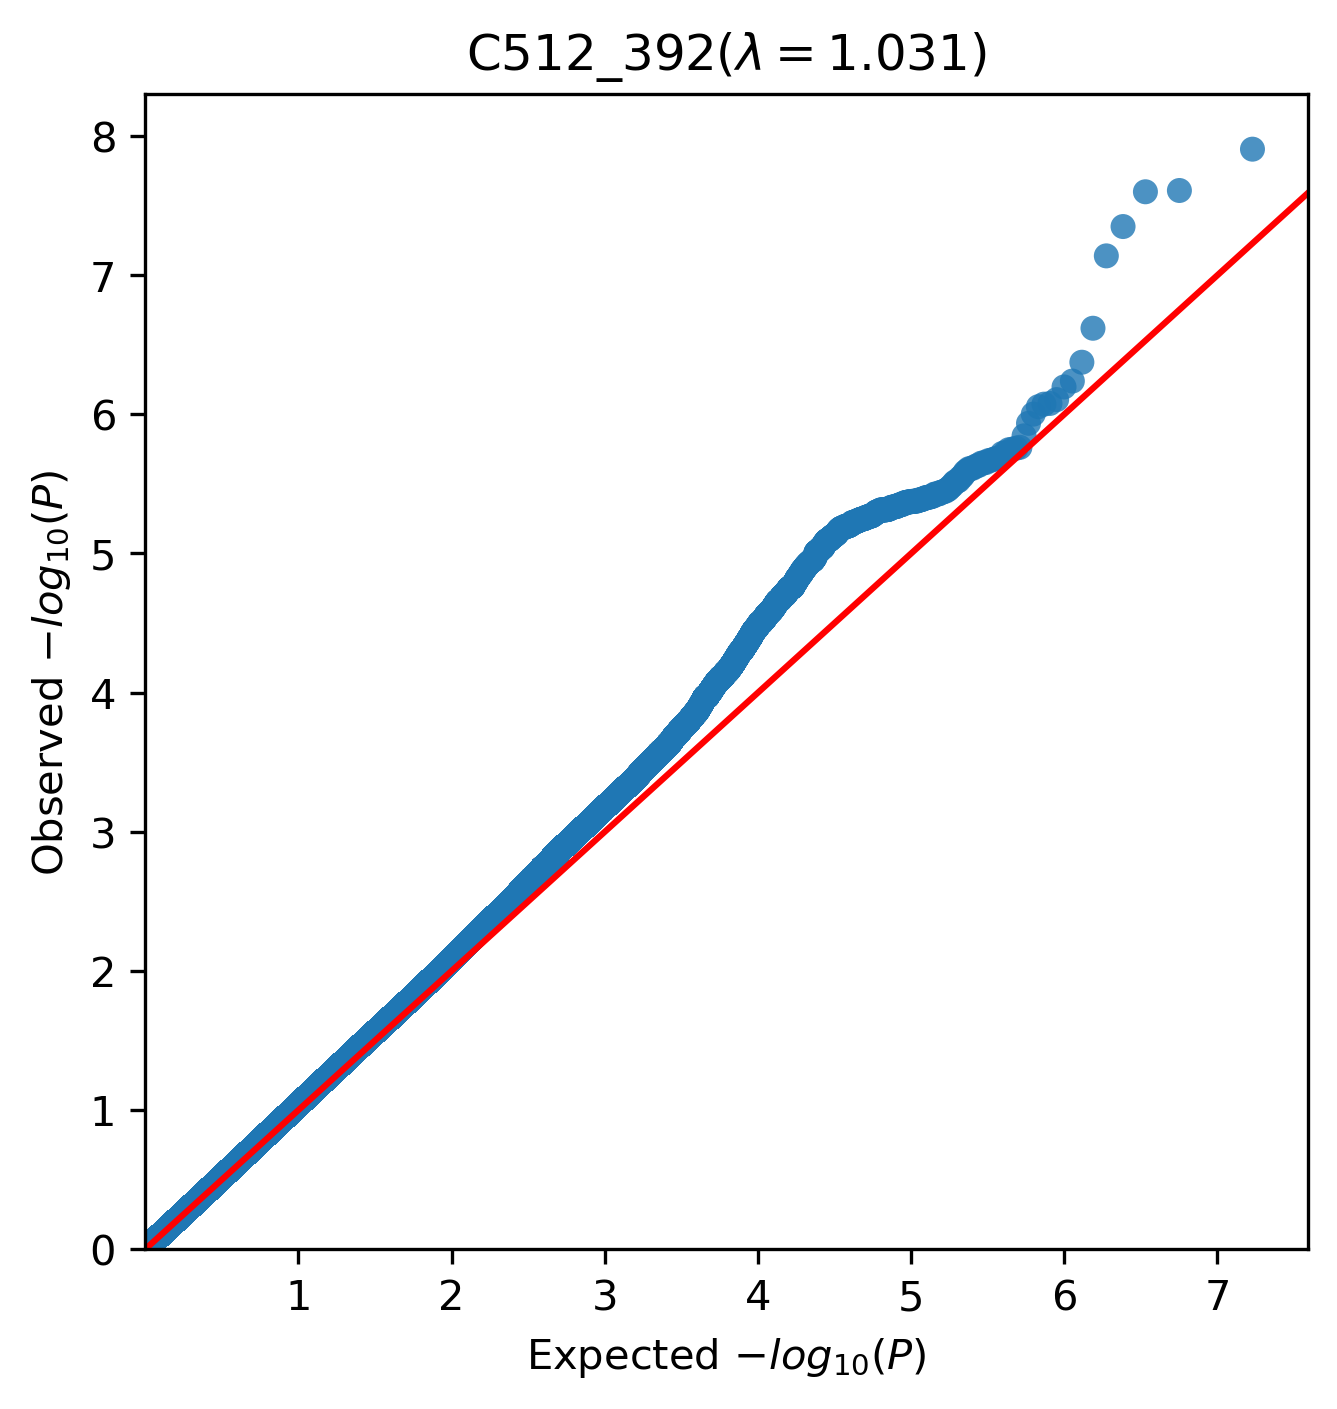 C512_392(λ = 1.031)
8
7
6
5
4
3
2
1
0
Observed −log₁₀(P)
1 2 3 4 5 6 7
Expected −log₁₀(P)